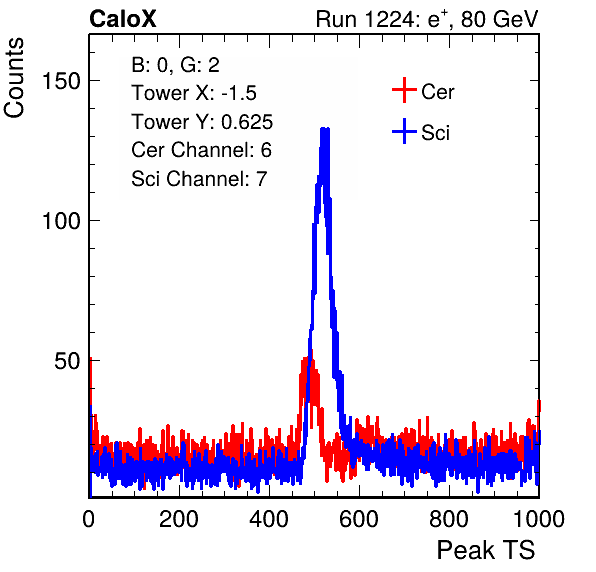 CaloX Run 1224: e⁺, 80 GeV
Counts
B: 0, G: 2
Tower X: -1.5
Tower Y: 0.625
Cer Channel: 6
Sci Channel: 7
Cer
Sci
150
100
50
0 200 400 600 800 1000
Peak TS